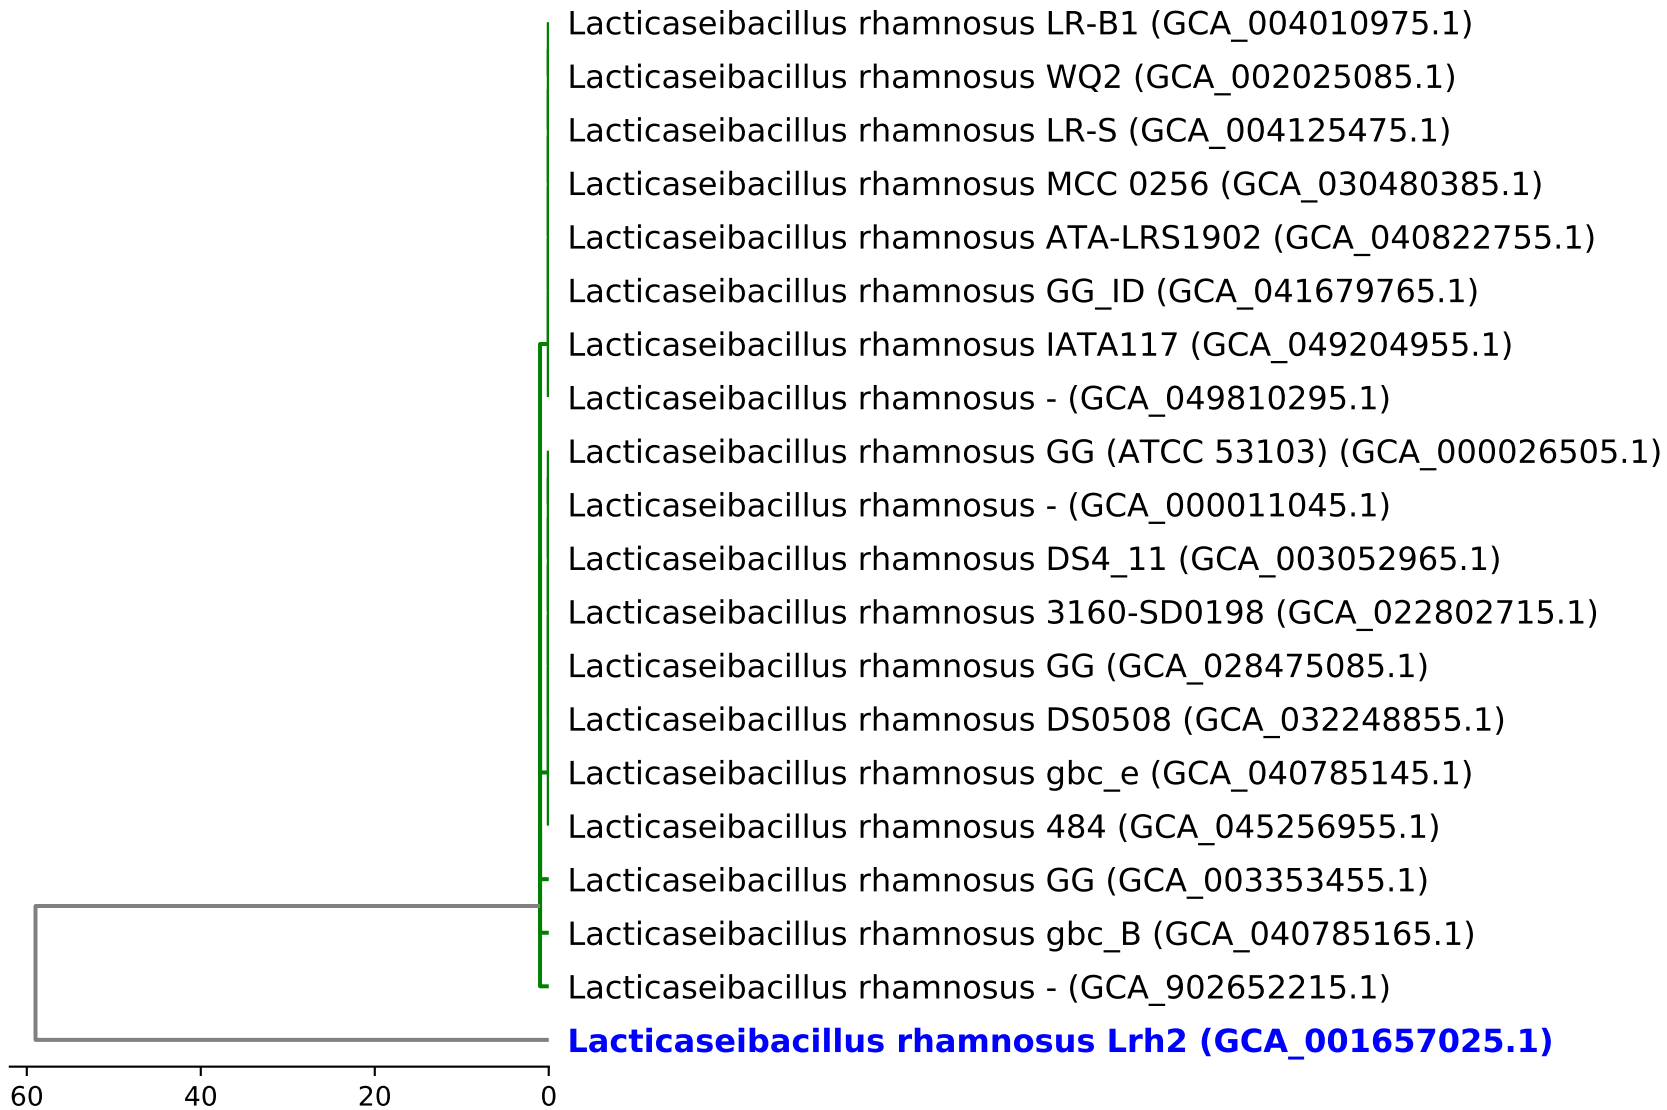 Lacticaseibacillus rhamnosus LR-B1 (GCA_004010975.1)
Lacticaseibacillus rhamnosus WQ2 (GCA_002025085.1)
Lacticaseibacillus rhamnosus LR-S (GCA_004125475.1)
Lacticaseibacillus rhamnosus MCC 0256 (GCA_030480385.1)
Lacticaseibacillus rhamnosus ATA-LRS1902 (GCA_040822755.1)
Lacticaseibacillus rhamnosus GG_ID (GCA_041679765.1)
Lacticaseibacillus rhamnosus IATA117 (GCA_049204955.1)
Lacticaseibacillus rhamnosus - (GCA_049810295.1)
Lacticaseibacillus rhamnosus GG (ATCC 53103) (GCA_000026505.1)
Lacticaseibacillus rhamnosus - (GCA_000011045.1)
Lacticaseibacillus rhamnosus DS4_11 (GCA_003052965.1)
Lacticaseibacillus rhamnosus 3160-SD0198 (GCA_022802715.1)
Lacticaseibacillus rhamnosus GG (GCA_028475085.1)
Lacticaseibacillus rhamnosus DS0508 (GCA_032248855.1)
Lacticaseibacillus rhamnosus gbc_e (GCA_040785145.1)
Lacticaseibacillus rhamnosus 484 (GCA_045256955.1)
Lacticaseibacillus rhamnosus GG (GCA_003353455.1)
Lacticaseibacillus rhamnosus gbc_B (GCA_040785165.1)
Lacticaseibacillus rhamnosus - (GCA_902652215.1)
Lacticaseibacillus rhamnosus Lrh2 (GCA_001657025.1)
60 40 20 0